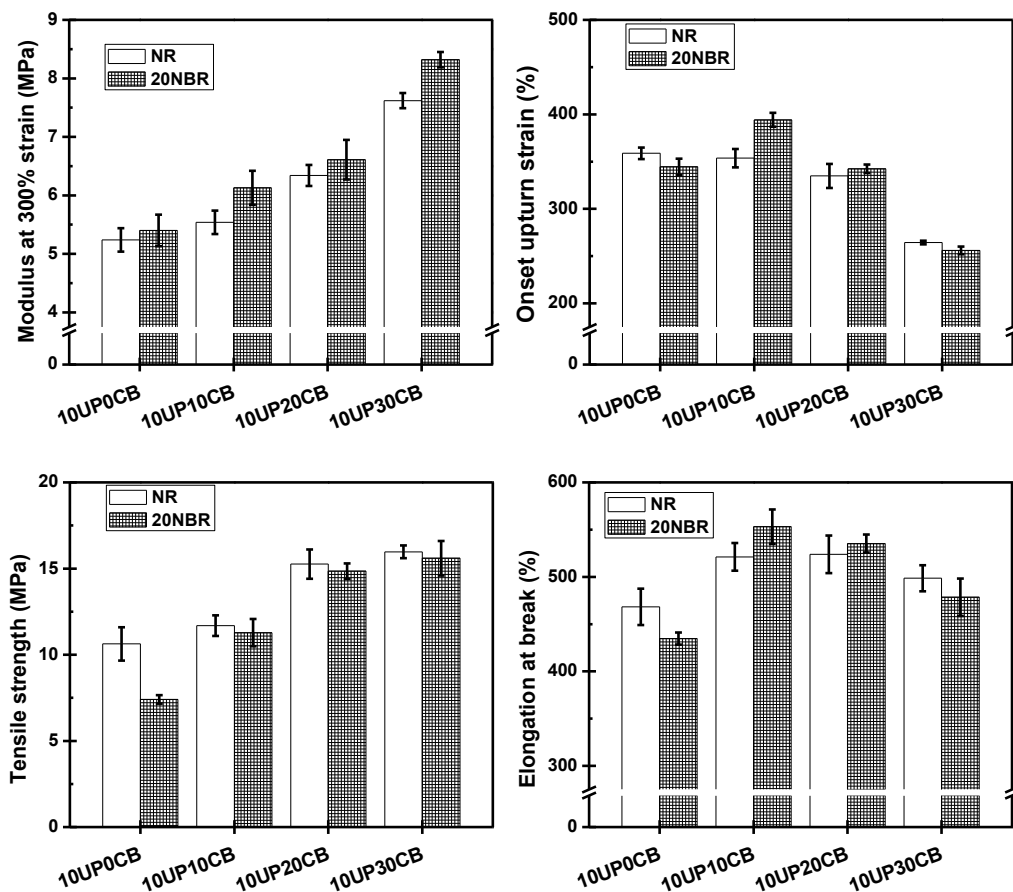 Modulus at 300% strain (MPa)
9
8
7
6
5
4
0
NR
20NBR
10UP0CB
10UP10CB
10UP20CB
10UP30CB
Onset upturn strain (%)
500
400
300
200
0
NR
20NBR
10UP0CB
10UP10CB
10UP20CB
10UP30CB
Tensile strength (MPa)
20
15
10
5
0
NR
20NBR
10UP0CB
10UP10CB
10UP20CB
10UP30CB
Elongation at break (%)
600
500
400
300
0
NR
20NBR
10UP0CB
10UP10CB
10UP20CB
10UP30CB